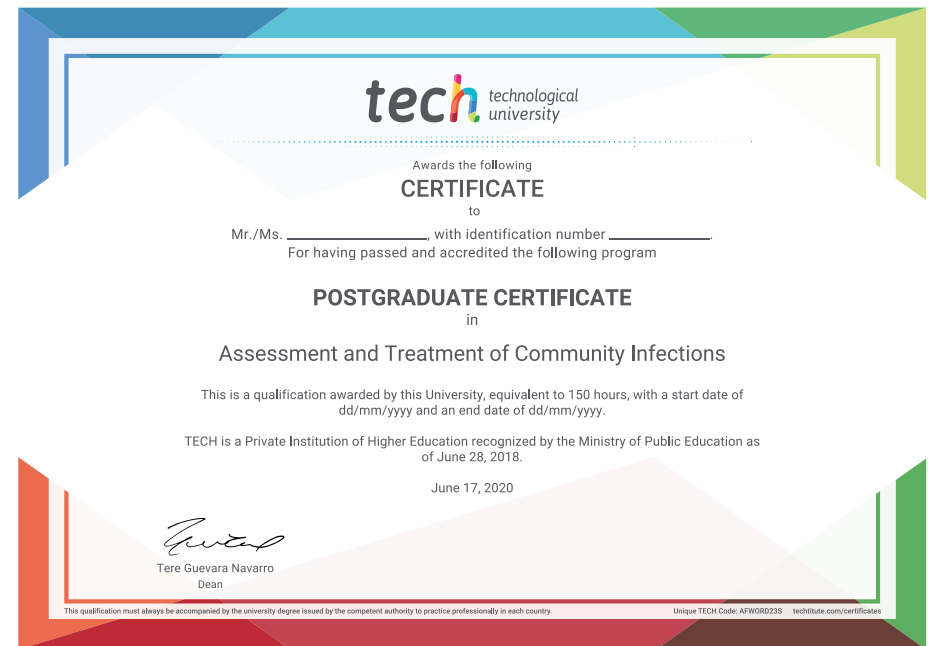 tech technological
university
Awards the following
CERTIFICATE
to
Mr./Ms. ____________________, with identification number ______________.
For having passed and accredited the following program
POSTGRADUATE CERTIFICATE
in
Assessment and Treatment of Community Infections
This is a qualification awarded by this University, equivalent to 150 hours, with a start date of
dd/mm/yyyy and an end date of dd/mm/yyyy.
TECH is a Private Institution of Higher Education recognized by the Ministry of Public Education as
of June 28, 2018.
June 17, 2020
Tere Guevara Navarro
Dean
This qualification must always be accompanied by the university degree issued by the competent authority to practice professionally in each country. Unique TECH Code: AFWORD23S techtitute.com/certificates